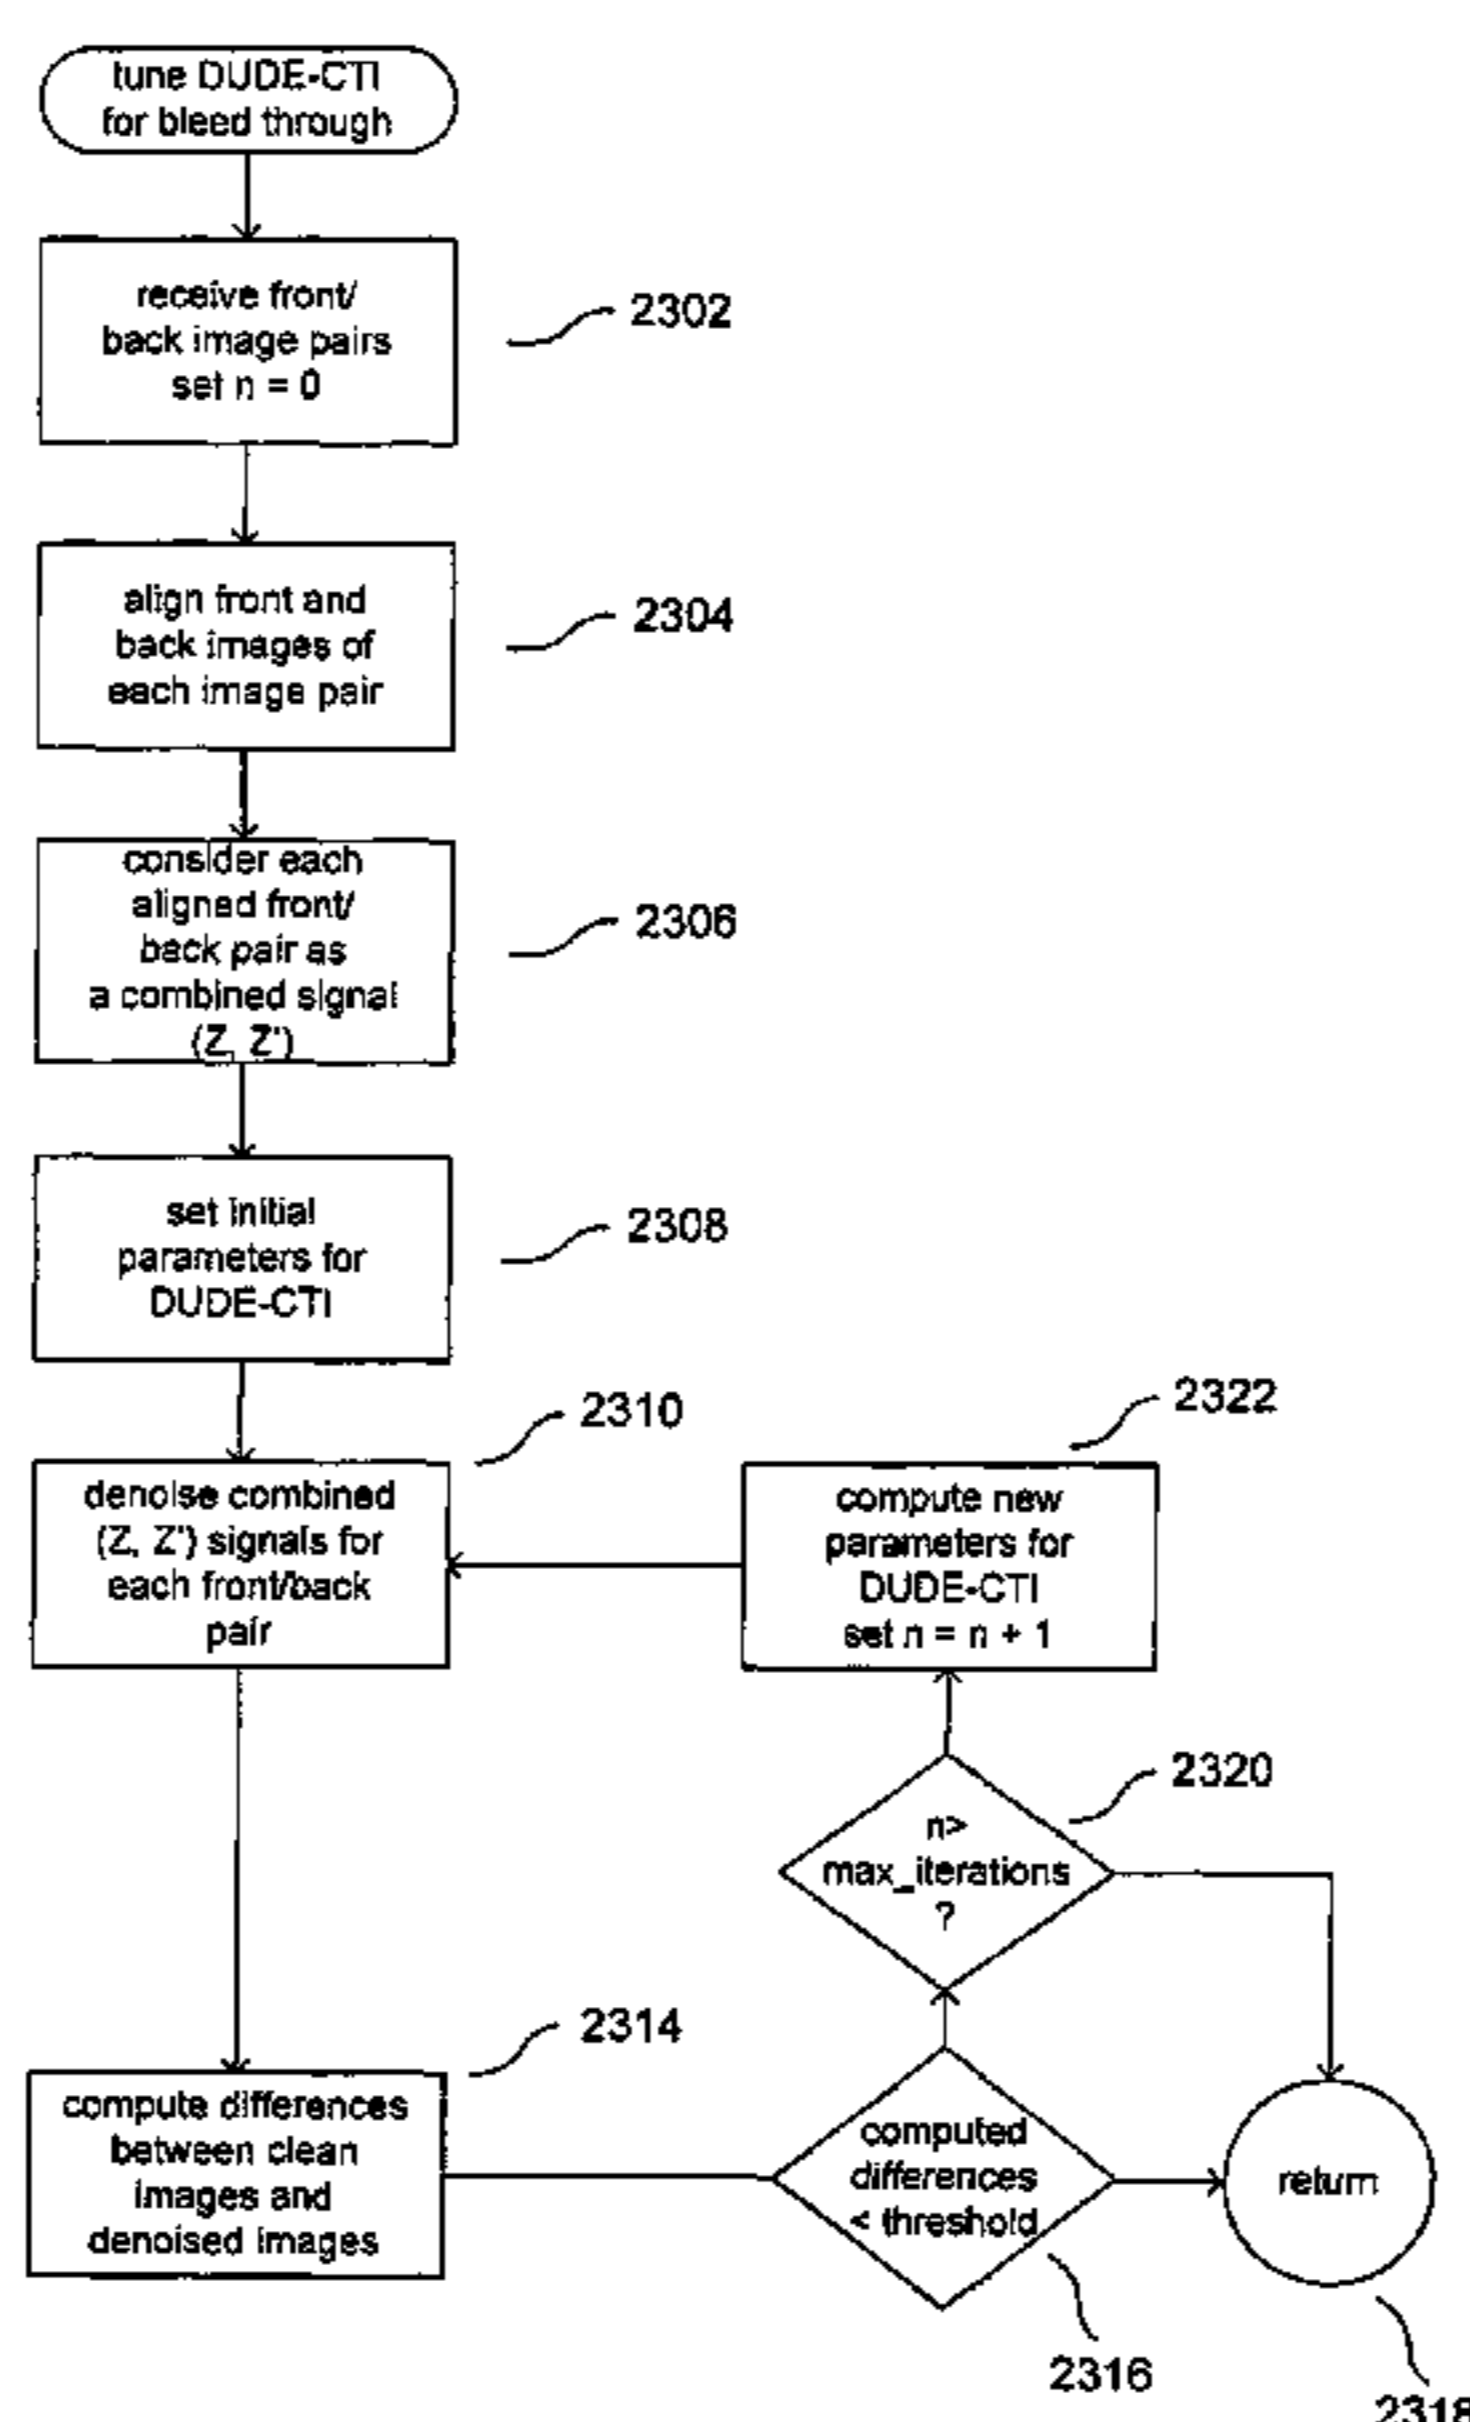 tune DUDE-CTI
for bleed through
receive front/
back image pairs
set n = 0
2302
align front and
back images of
each image pair
2304
consider each
aligned front/
back pair as
a combined signal
(Z, Z')
2306
set initial
parameters for
DUDE-CTI
2308
denoise combined
(Z, Z') signals for
each front/back
pair
2310
compute new
parameters for
DUDE-CTI
set n = n + 1
2322
n>
max_iterations
?
2320
compute differences
between clean
images and
denoised images
2314
computed
differences
< threshold
2316
return
2318